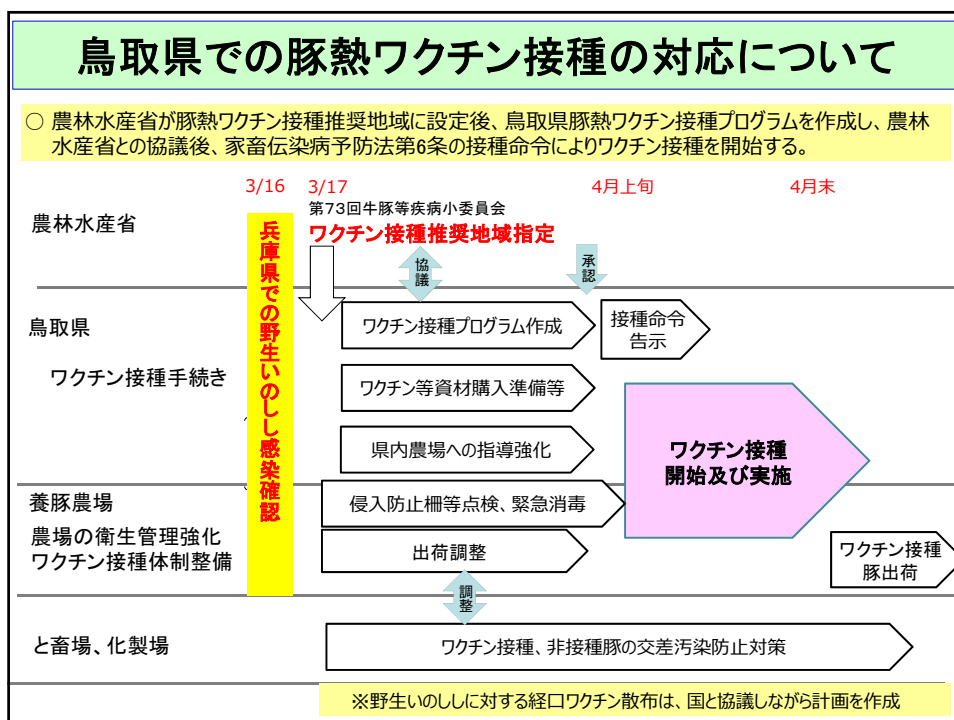 鳥取県での豚熱ワクチン接種の対応について
○ 農林水産省が豚熱ワクチン接種推奨地域に設定後、鳥取県豚熱ワクチン接種プログラムを作成し、農林
水産省との協議後、家畜伝染病予防法第6条の接種命令によりワクチン接種を開始する。
3/16
3/17
4月上旬
4月末
農林水産省
第73回牛豚等疾病小委員会
ワクチン接種推奨地域指定
兵庫県での野生いのしし感染確認
協議
承認
鳥取県
ワクチン接種プログラム作成
接種命令
告示
ワクチン接種手続き
ワクチン等資材購入準備等
県内農場への指導強化
ワクチン接種
開始及び実施
養豚農場
侵入防止柵等点検、緊急消毒
農場の衛生管理強化
ワクチン接種体制整備
出荷調整
ワクチン接種
豚出荷
調整
と畜場、化製場
ワクチン接種、非接種豚の交差汚染防止対策
※野生いのししに対する経口ワクチン散布は、国と協議しながら計画を作成